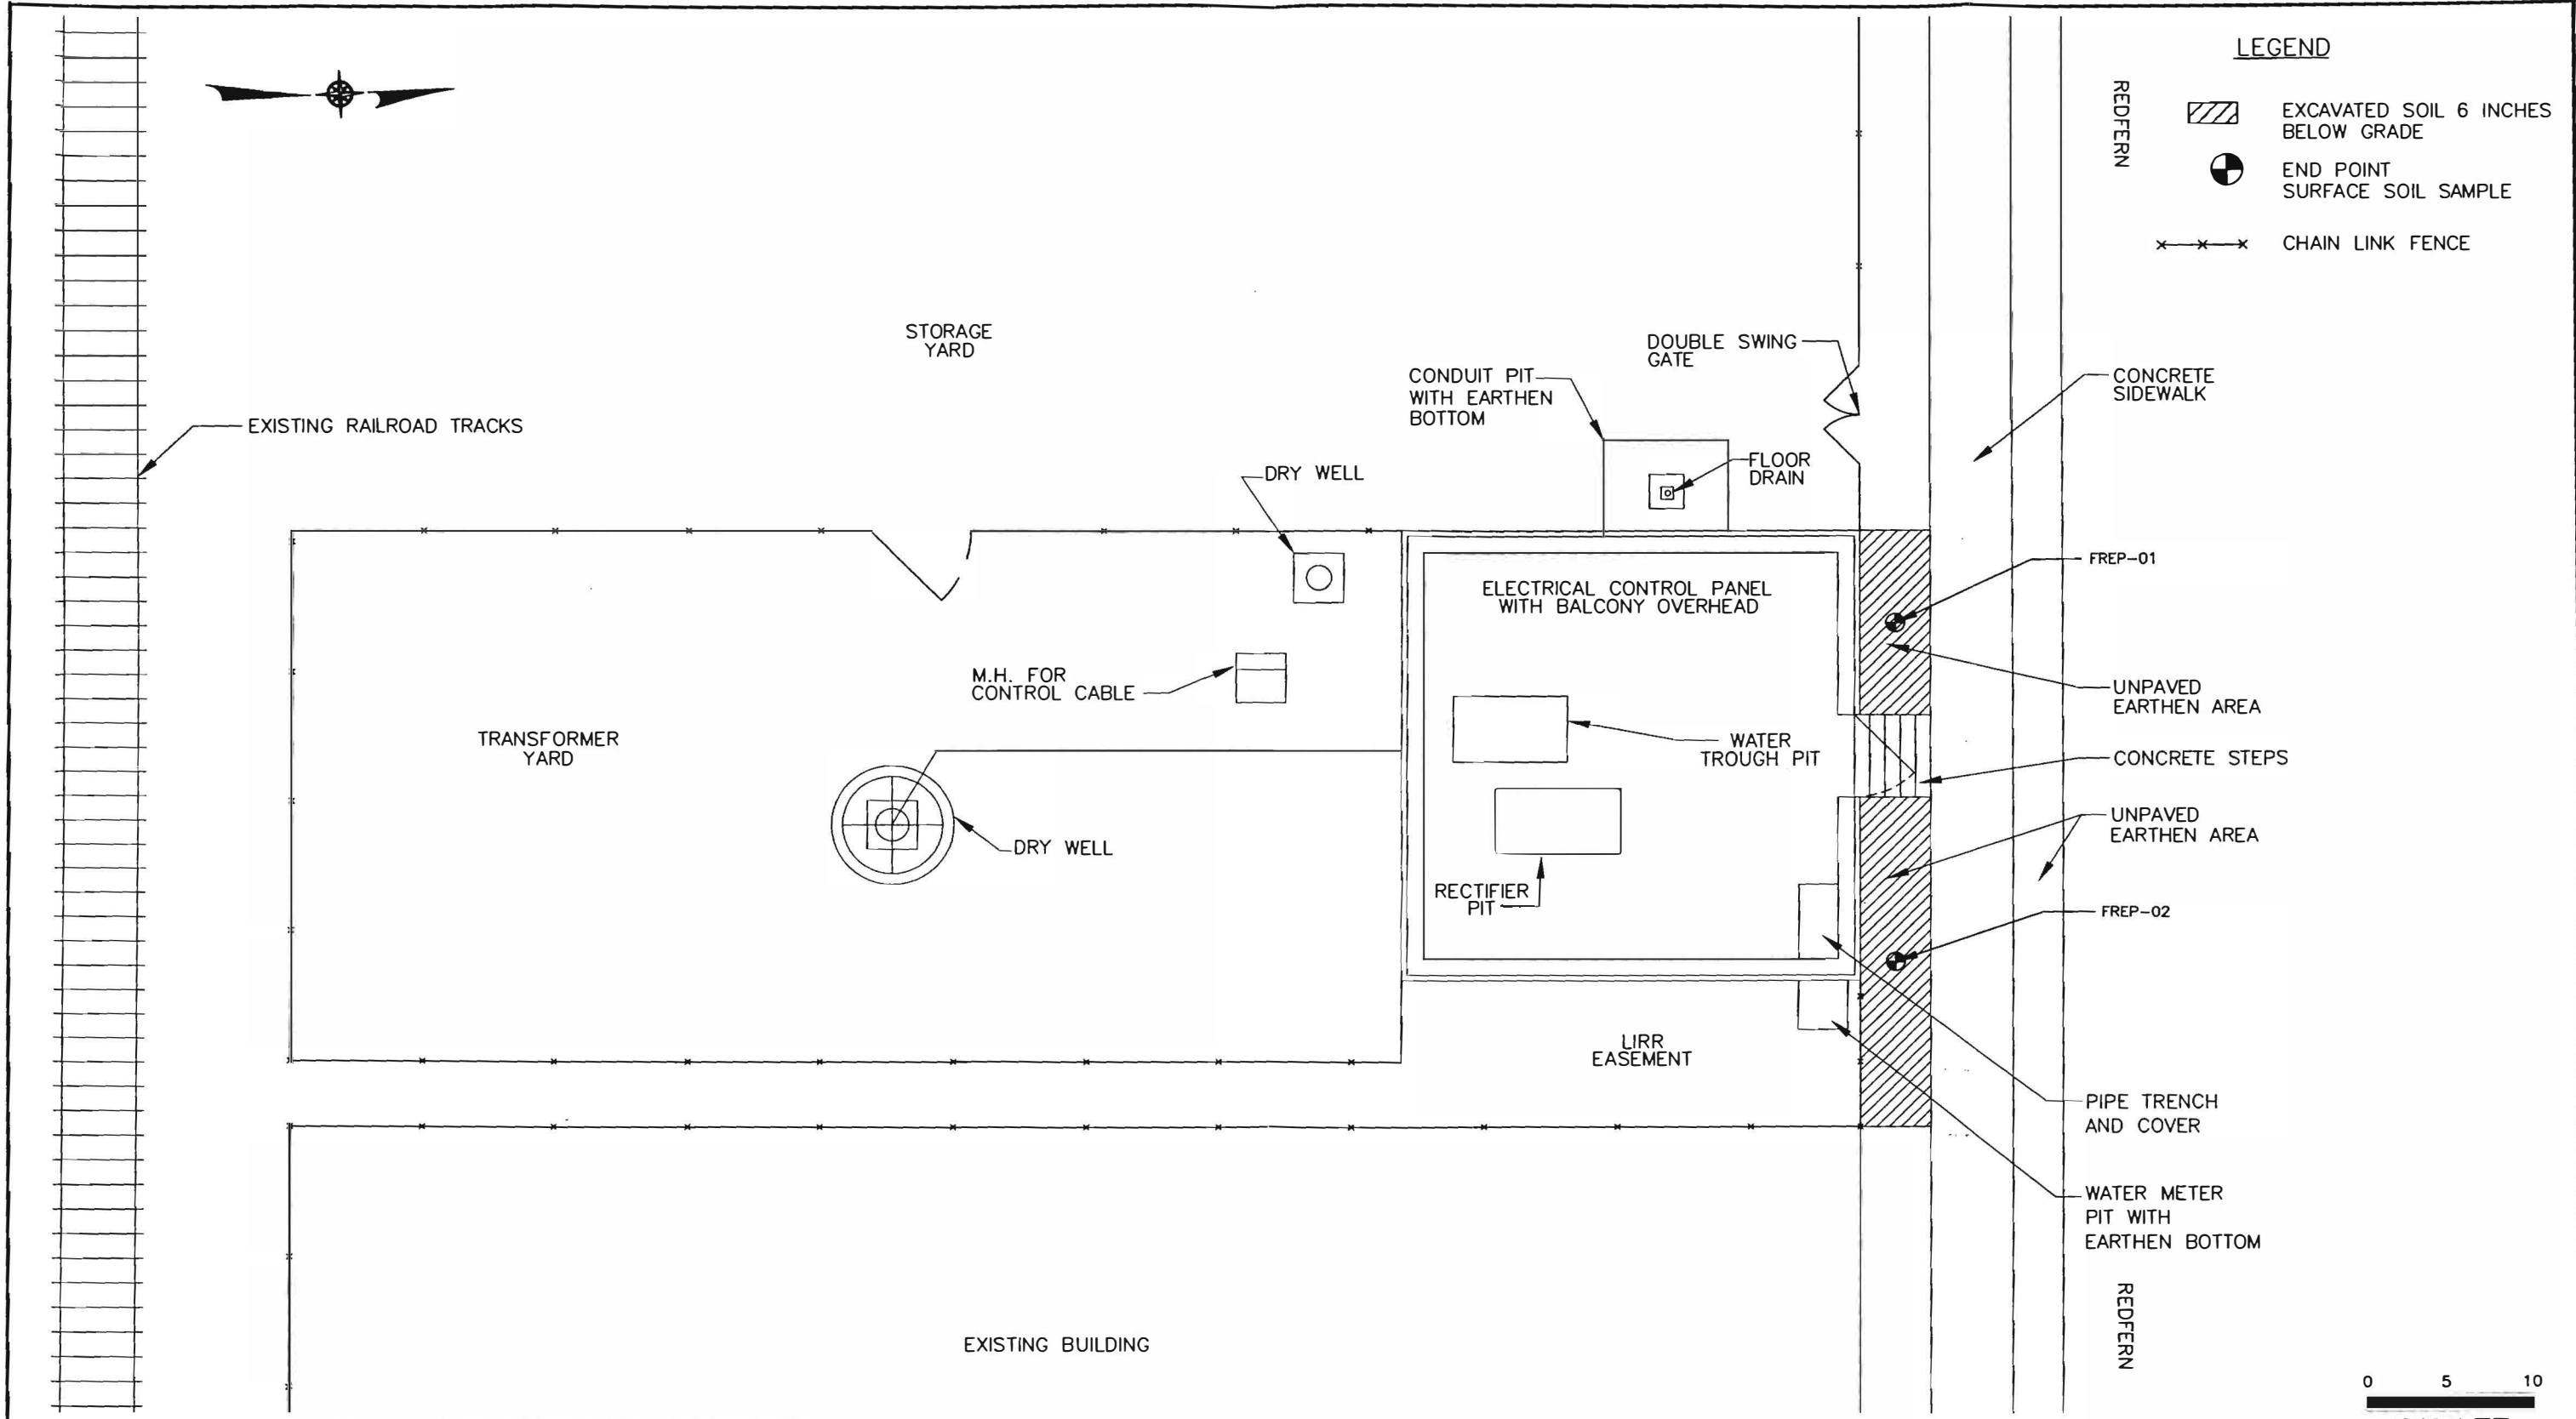 LEGEND
EXCAVATED SOIL 6 INCHES
BELOW GRADE
END POINT
SURFACE SOIL SAMPLE
CHAIN LINK FENCE
REDFERN
STORAGE
YARD
DOUBLE SWING
GATE
CONDUIT PIT
WITH EARTHEN
BOTTOM
CONCRETE
SIDEWALK
EXISTING RAILROAD TRACKS
DRY WELL
FLOOR
DRAIN
FREP-01
ELECTRICAL CONTROL PANEL
WITH BALCONY OVERHEAD
M.H. FOR
CONTROL CABLE
UNPAVED
EARTHEN AREA
TRANSFORMER
YARD
WATER
TROUGH PIT
CONCRETE STEPS
UNPAVED
EARTHEN AREA
DRY WELL
RECTIFIER
PIT
FREP-02
LIRR
EASEMENT
PIPE TRENCH
AND COVER
WATER METER
PIT WITH
EARTHEN BOTTOM
REDFERN
EXISTING BUILDING
0 5 10